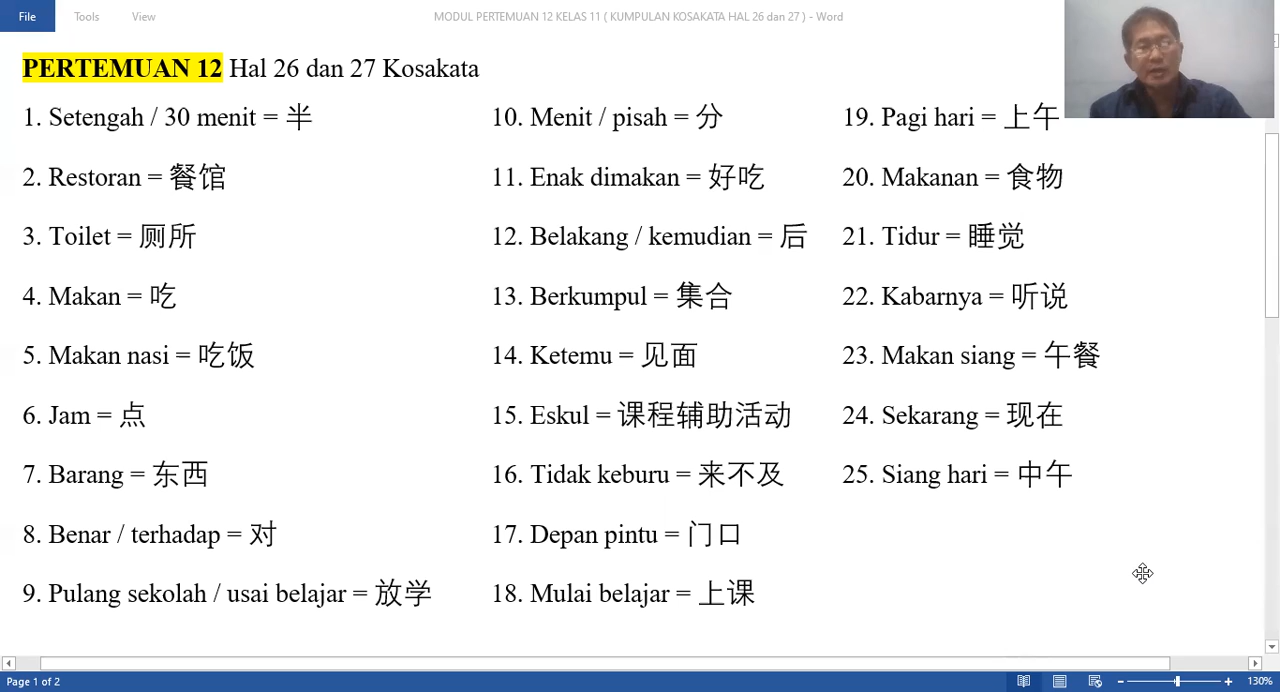 File Tools View MODUL PERTEMUAN 12 KELAS 11 ( KUMPULAN KOSAKATA HAL 26 dan 27 ) - Word
PERTEMUAN 12 Hal 26 dan 27 Kosakata
1. Setengah / 30 menit = 半
2. Restoran = 餐馆
3. Toilet = 厕所
4. Makan = 吃
5. Makan nasi = 吃饭
6. Jam = 点
7. Barang = 东西
8. Benar / terhadap = 对
9. Pulang sekolah / usai belajar = 放学
10. Menit / pisah = 分
11. Enak dimakan = 好吃
12. Belakang / kemudian = 后
13. Berkumpul = 集合
14. Ketemu = 见面
15. Eskul = 课程辅助活动
16. Tidak keburu = 来不及
17. Depan pintu = 门口
18. Mulai belajar = 上课
19. Pagi hari = 上午
20. Makanan = 食物
21. Tidur = 睡觉
22. Kabarnya = 听说
23. Makan siang = 午餐
24. Sekarang = 现在
25. Siang hari = 中午
Page 1 of 2 130%